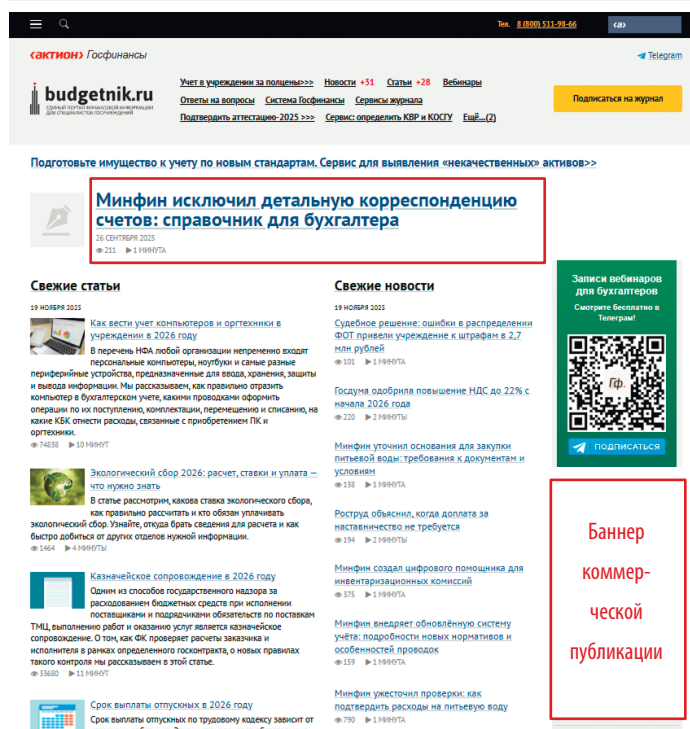 Тел. 8 (800) 511-98-66
‹a›
‹актион› Госфинансы
Telegram
budgetnik.ru
ЕДИНЫЙ ПОРТАЛ ФИНАНСОВОЙ ИНФОРМАЦИИ
ДЛЯ СПЕЦИАЛИСТОВ ГОСУЧРЕЖДЕНИЙ
Учет в учреждении за полцены>>> Новости +31 Статьи +28 Вебинары
Ответы на вопросы Система Госфинансы Сервисы журнала
Подтвердить аттестацию-2025 >>> Сервис: определить КВР и КОСГУ Ещё...(2)
Подписаться на журнал
Подготовьте имущество к учету по новым стандартам. Сервис для выявления «некачественных» активов>>
Минфин исключил детальную корреспонденцию
счетов: справочник для бухгалтера
26 СЕНТЯБРЯ 2025
211 1 МИНУТА
Свежие статьи
19 НОЯБРЯ 2025
Как вести учет компьютеров и оргтехники в
учреждении в 2026 году
В перечень НФА любой организации непременно входят
персональные компьютеры, ноутбуки и самые разные
периферийные устройства, предназначенные для ввода, хранения, защиты
и вывода информации. Мы рассказываем, как правильно отразить
компьютер в бухгалтерском учете, какими проводками оформить
операции по их поступлению, комплектации, перемещению и списанию, на
какие КБК отнести расходы, связанные с приобретением ПК и
оргтехники.
74838 10 МИНУТ
Экологический сбор 2026: расчет, ставки и уплата —
что нужно знать
В статье рассмотрим, какова ставка экологического сбора,
как правильно рассчитать и кто обязан уплачивать
экологический сбор. Узнайте, откуда брать сведения для расчета и как
быстро добиться от других отделов нужной информации.
1464 4 МИНУТЫ
Казначейское сопровождение в 2026 году
Одним из способов государственного надзора за
расходованием бюджетных средств при исполнении
поставщиками и подрядчиками обязательств по поставкам
ТМЦ, выполнению работ и оказанию услуг является казначейское
сопровождение. О том, как ФК проверяет расчеты заказчика и
исполнителя в рамках определенного госконтракта, о новых правилах
такого контроля мы рассказываем в этой статье.
33680 11 МИНУТ
Срок выплаты отпускных в 2026 году
Срок выплаты отпускных по трудовому кодексу зависит от
Свежие новости
19 НОЯБРЯ 2025
Судебное решение: ошибки в распределении
ФОТ привели учреждение к штрафам в 2,7
млн рублей
101 1 МИНУТА
Госдума одобрила повышение НДС до 22% с
начала 2026 года
220 2 МИНУТЫ
Минфин уточнил основания для закупки
питьевой воды: требования к документам и
условиям
138 1 МИНУТА
Роструд объяснил, когда доплата за
наставничество не требуется
194 2 МИНУТЫ
Минфин создал цифрового помощника для
инвентаризационных комиссий
375 1 МИНУТА
Минфин внедряет обновлённую систему
учёта: подробности новых нормативов и
особенностей проводок
159 1 МИНУТА
Минфин ужесточил проверки: как
подтвердить расходы на питьевую воду
790 1 МИНУТА
Записи вебинаров
для бухгалтеров
Смотрите бесплатно в
Телеграм!
Гф.
ПОДПИСАТЬСЯ
Баннер
коммер-
ческой
публикации